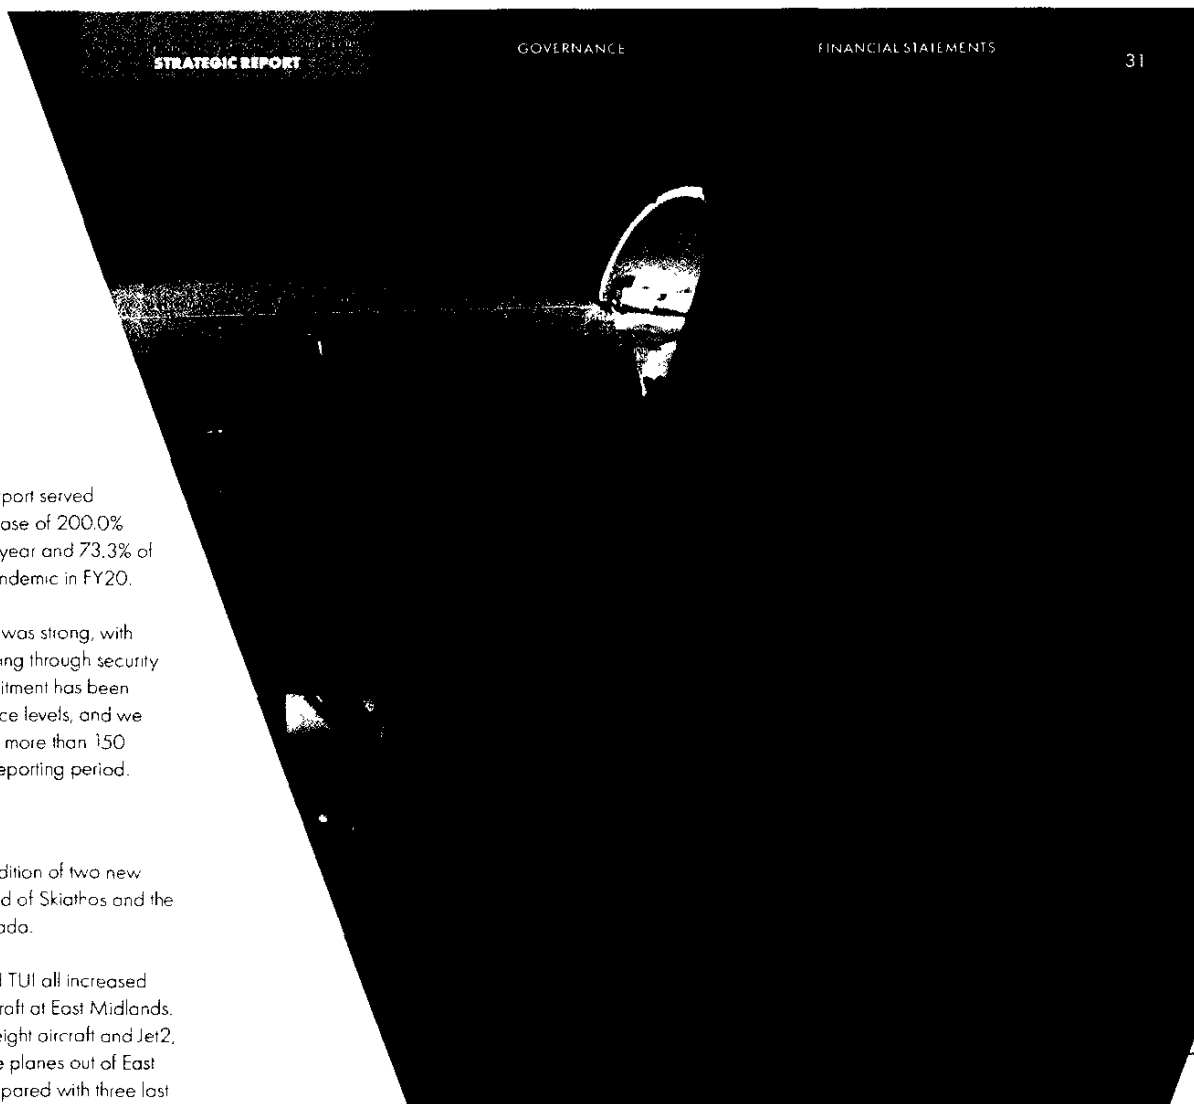 STRATEGIC REPORT
GOVERNANCE
FINANCIAL STATEMENTS
31
port served
ase of 200.0%
year and 73.3% of
ndemic in FY20.
was strong, with
ing through security
itment has been
ce levels, and we
more than 150
eporting period.
dition of two new
d of Skiathos and the
ada.
d TUI all increased
raft at East Midlands.
eight aircraft and Jet2,
e planes out of East
pared with three last